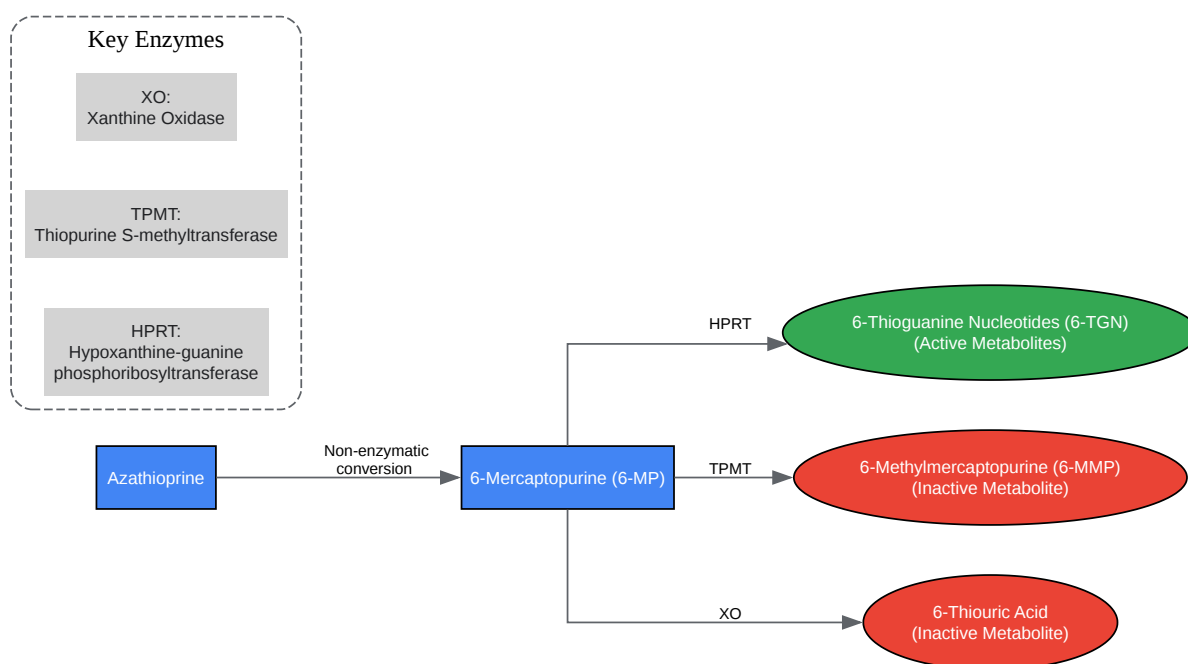 Key Enzymes
XO:
Xanthine Oxidase
TPMT:
Thiopurine S-methyltransferase
HPRT:
Hypoxanthine-guanine
phosphoribosyltransferase
HPRT
6-Thioguanine Nucleotides (6-TGN)
(Active Metabolites)
Azathioprine
Non-enzymatic
conversion
6-Mercaptopurine (6-MP)
TPMT
6-Methylmercaptopurine (6-MMP)
(Inactive Metabolite)
XO
6-Thiouric Acid
(Inactive Metabolite)